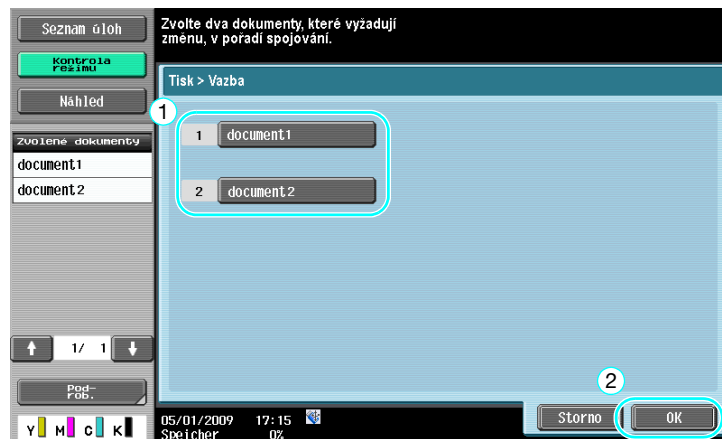 Seznam úloh
Kontrola
režimu
Náhled
Zvolené dokumenty
document1
document2
1/ 1
Pod-
rob.
Y M C K
Zvolte dva dokumenty, které vyžadují
změnu, v pořadí spojování.
Tisk > Vazba
1
1 document1
2 document2
2
Storno
OK
05/01/2009 17:15
Speicher 0%